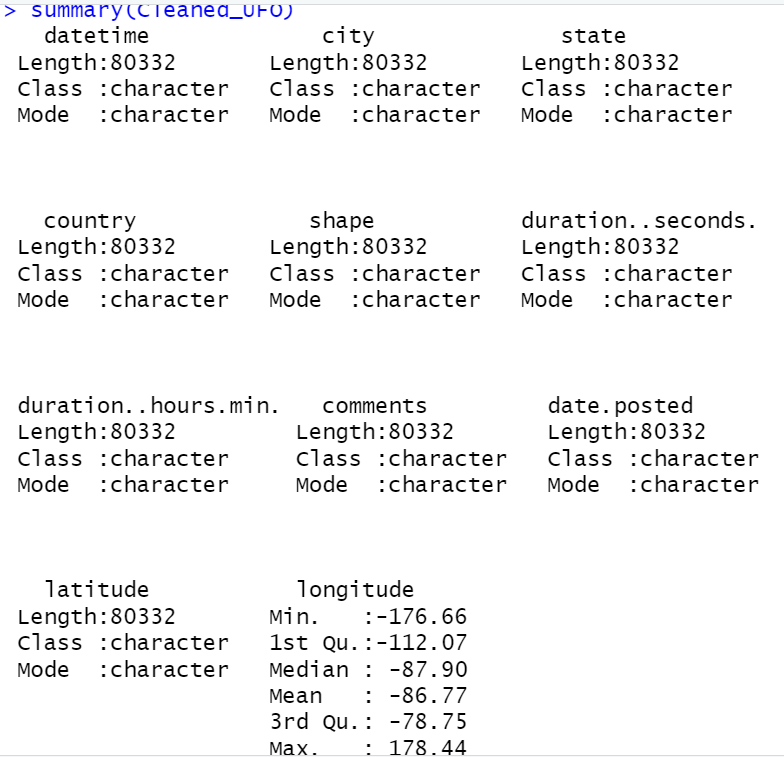 > summary(Cleaned_UFO)
datetime city state
Length:80332 Length:80332 Length:80332
Class :character Class :character Class :character
Mode :character Mode :character Mode :character
country shape duration..seconds.
Length:80332 Length:80332 Length:80332
Class :character Class :character Class :character
Mode :character Mode :character Mode :character
duration..hours.min. comments date.posted
Length:80332 Length:80332 Length:80332
Class :character Class :character Class :character
Mode :character Mode :character Mode :character
latitude longitude
Length:80332 Min. :-176.66
Class :character 1st Qu.:-112.07
Mode :character Median : -87.90
Mean : -86.77
3rd Qu.: -78.75
Max. : 178.44